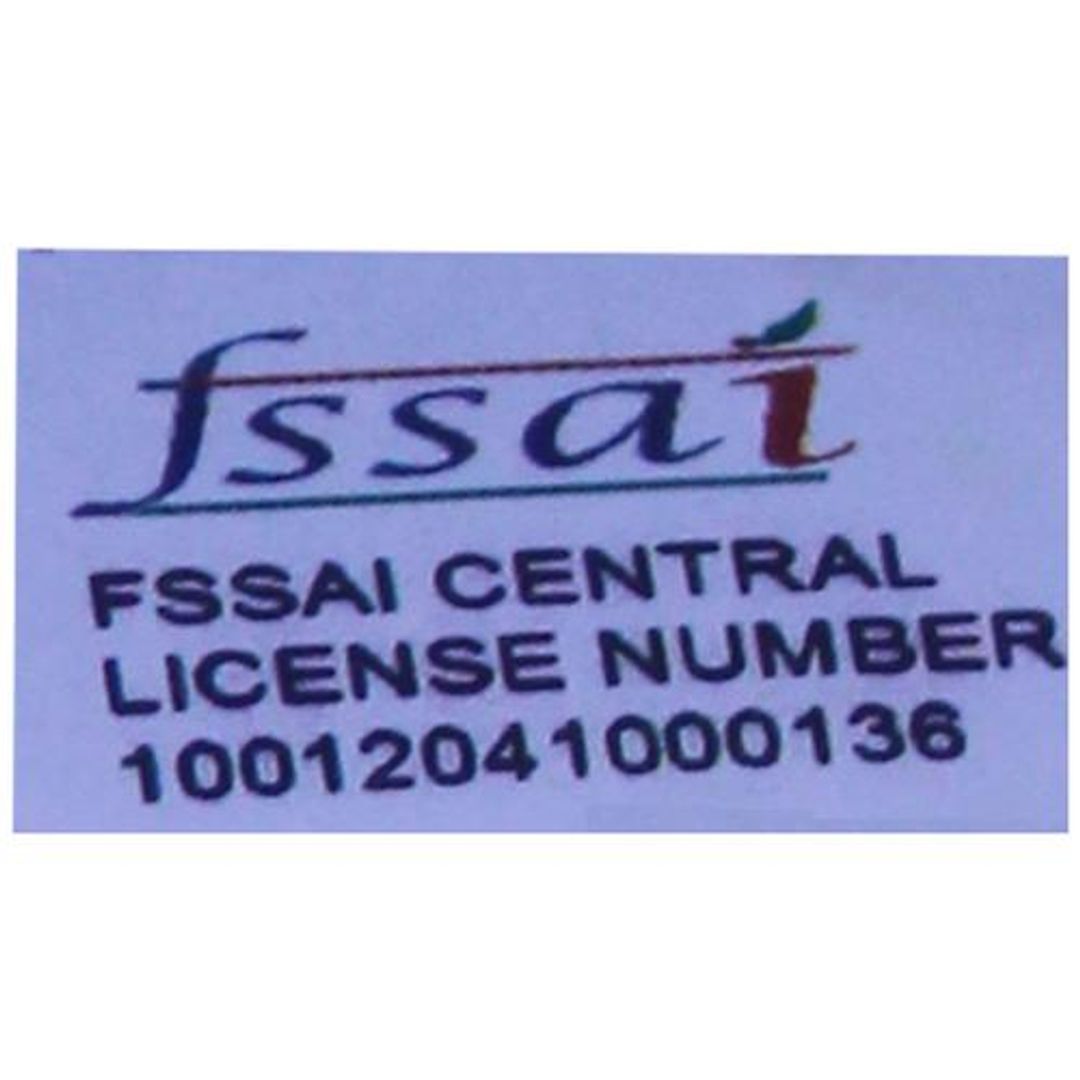 fssai
FSSAI CENTRAL
LICENSE NUMBER
10012041000136